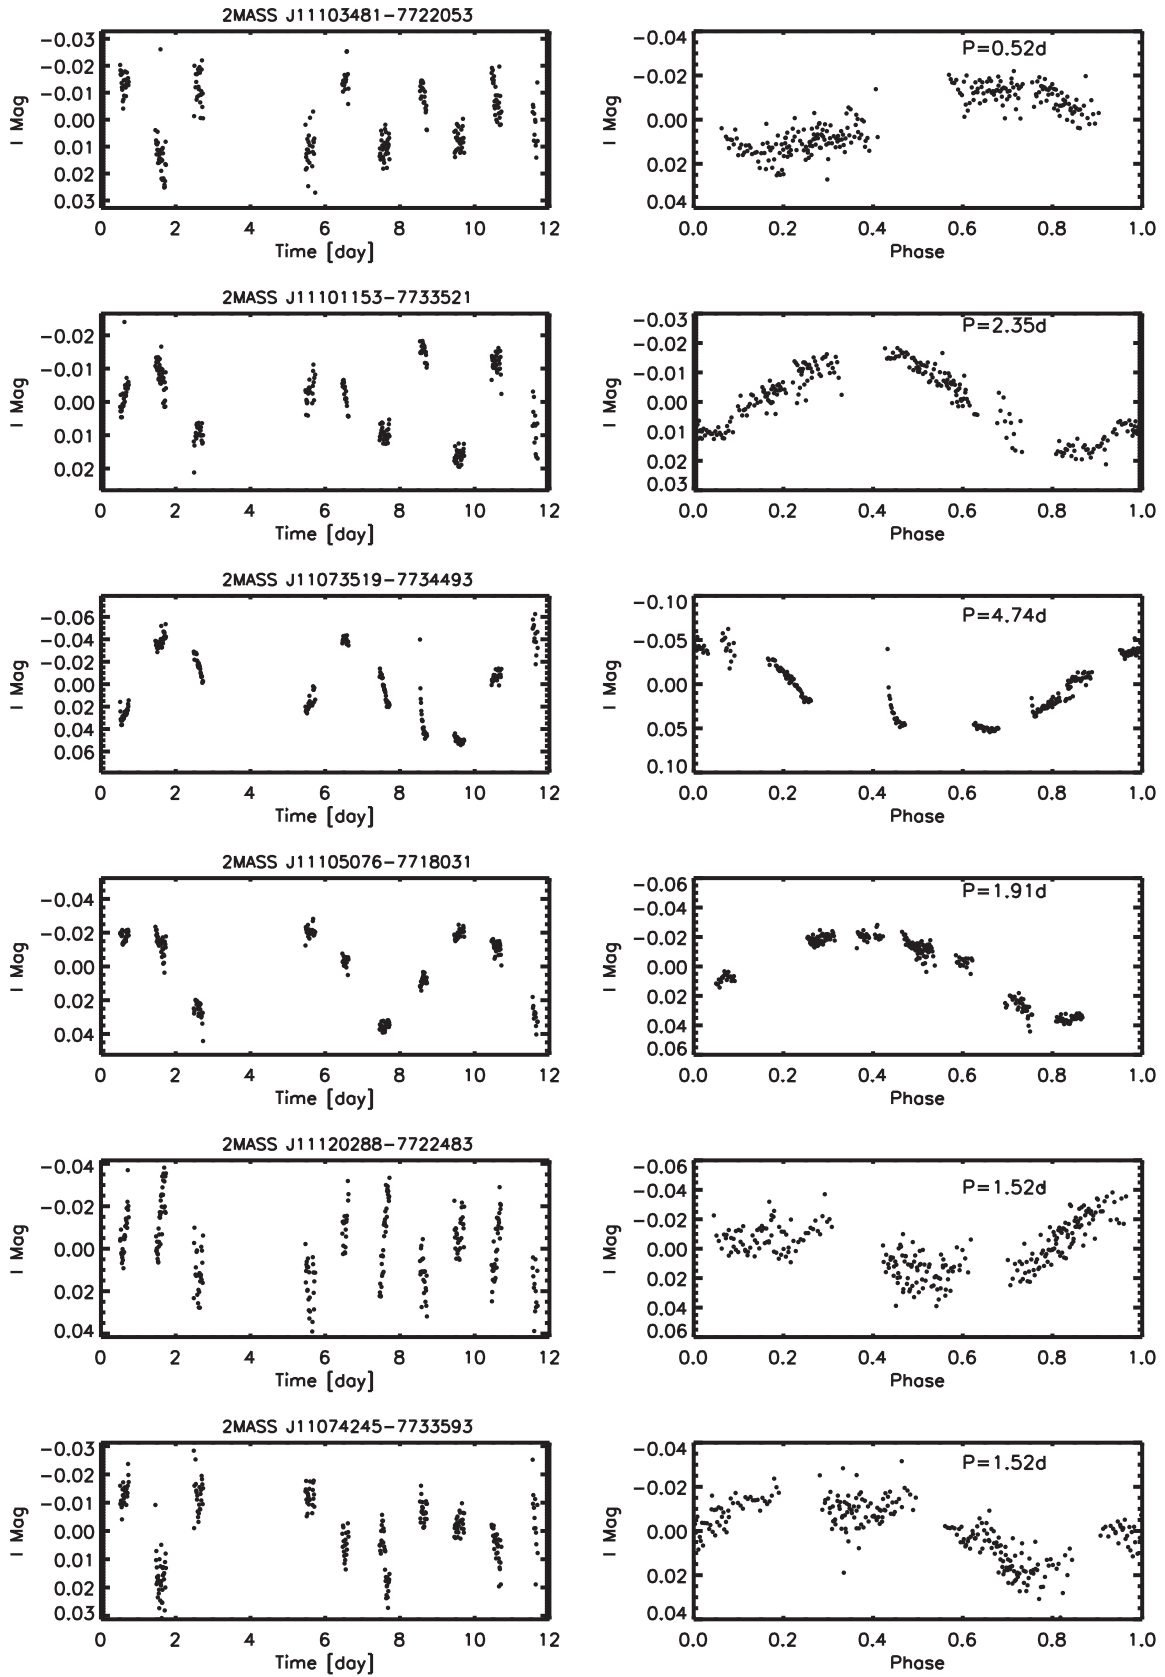 2MASS J11103481-7722053
-0.03
-0.02
-0.01
0.00
0.01
0.02
0.03
I Mag
0 2 4 6 8 10 12
Time [day]
P=0.52d
-0.04
-0.02
0.00
0.02
0.04
I Mag
0.0 0.2 0.4 0.6 0.8 1.0
Phase
2MASS J11101153-7733521
-0.02
-0.01
0.00
0.01
0.02
I Mag
0 2 4 6 8 10 12
Time [day]
P=2.35d
-0.03
-0.02
-0.01
0.00
0.01
0.02
0.03
I Mag
0.0 0.2 0.4 0.6 0.8 1.0
Phase
2MASS J11073519-7734493
-0.06
-0.04
-0.02
0.00
0.02
0.04
0.06
I Mag
0 2 4 6 8 10 12
Time [day]
P=4.74d
-0.10
-0.05
0.00
0.05
0.10
I Mag
0.0 0.2 0.4 0.6 0.8 1.0
Phase
2MASS J11105076-7718031
-0.04
-0.02
0.00
0.02
0.04
I Mag
0 2 4 6 8 10 12
Time [day]
P=1.91d
-0.06
-0.04
-0.02
0.00
0.02
0.04
0.06
I Mag
0.0 0.2 0.4 0.6 0.8 1.0
Phase
2MASS J11120288-7722483
-0.04
-0.02
0.00
0.02
0.04
I Mag
0 2 4 6 8 10 12
Time [day]
P=1.52d
-0.06
-0.04
-0.02
0.00
0.02
0.04
0.06
I Mag
0.0 0.2 0.4 0.6 0.8 1.0
Phase
2MASS J11074245-7733593
-0.03
-0.02
-0.01
0.00
0.01
0.02
0.03
I Mag
0 2 4 6 8 10 12
Time [day]
P=1.52d
-0.04
-0.02
0.00
0.02
0.04
I Mag
0.0 0.2 0.4 0.6 0.8 1.0
Phase